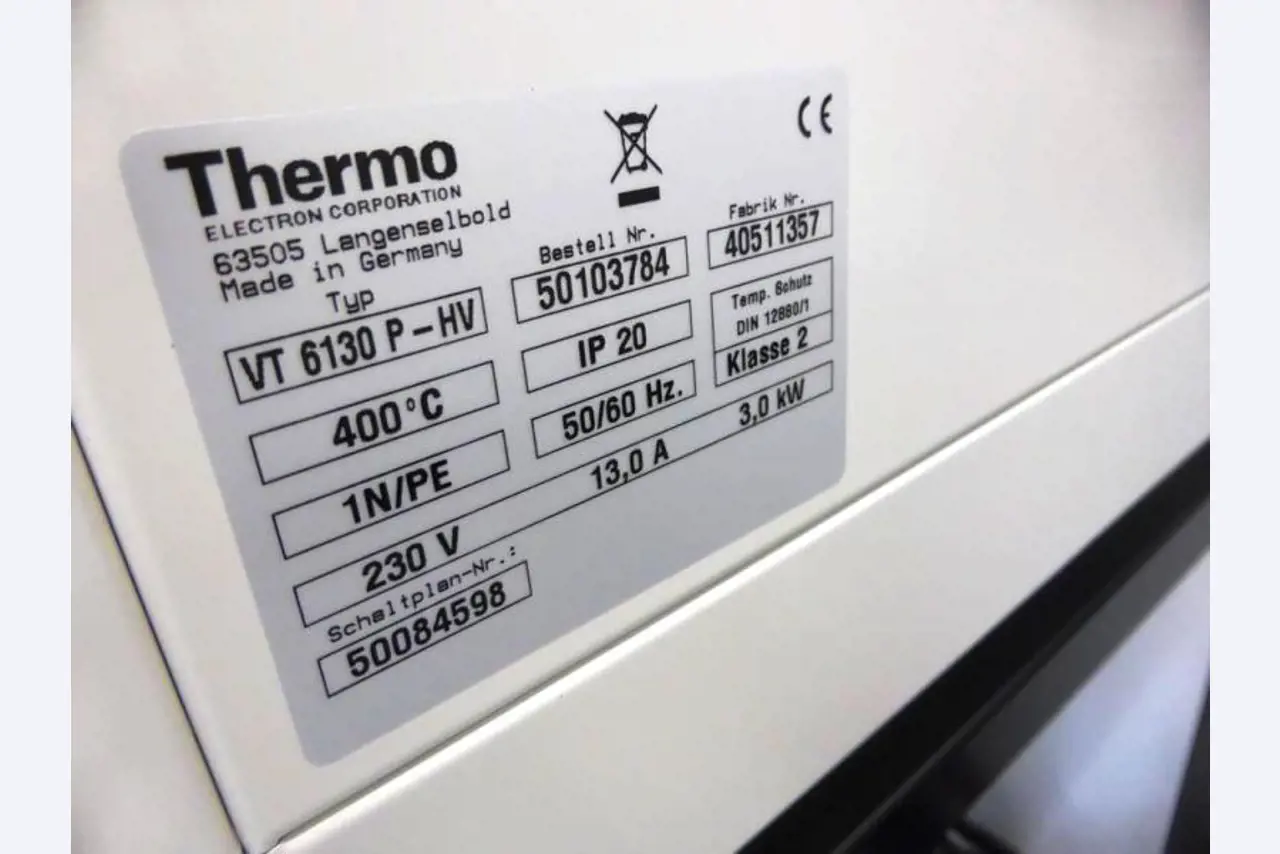 Thermo
ELECTRON CORPORATION
63505 Langenselbold
Made in Germany
Typ
VT 6130 P-HV
Bestell Nr.
50103784
Fabrik Nr.
40511357
400°C
IP 20
Temp. Schutz
DIN 12880/1
Klasse 2
1N/PE
50/60 Hz.
230 V 13,0 A 3,0 kW
Schaltplan-Nr.:
50084598
CE